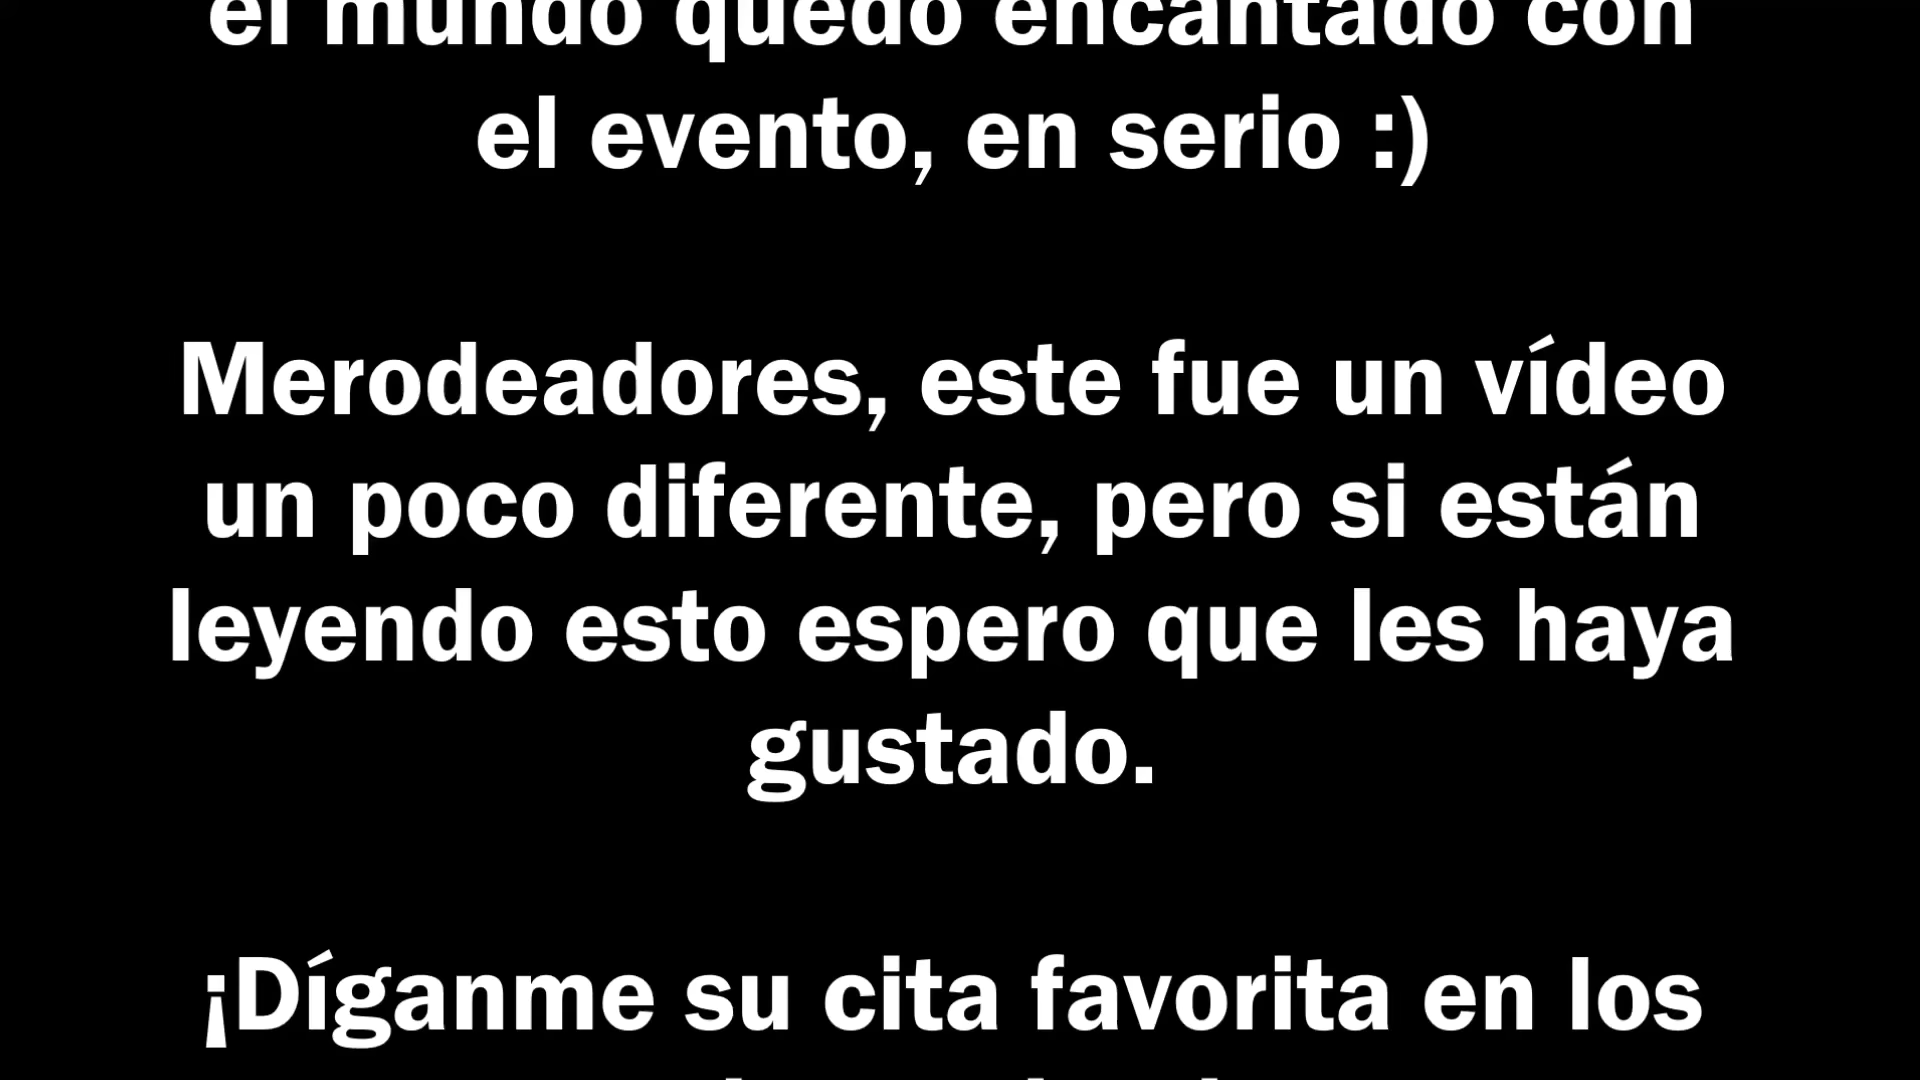 el mundo quedó encantado con
el evento, en serio :)
Merodeadores, este fue un vídeo
un poco diferente, pero si están
leyendo esto espero que les haya
gustado.
¡Díganme su cita favorita en los